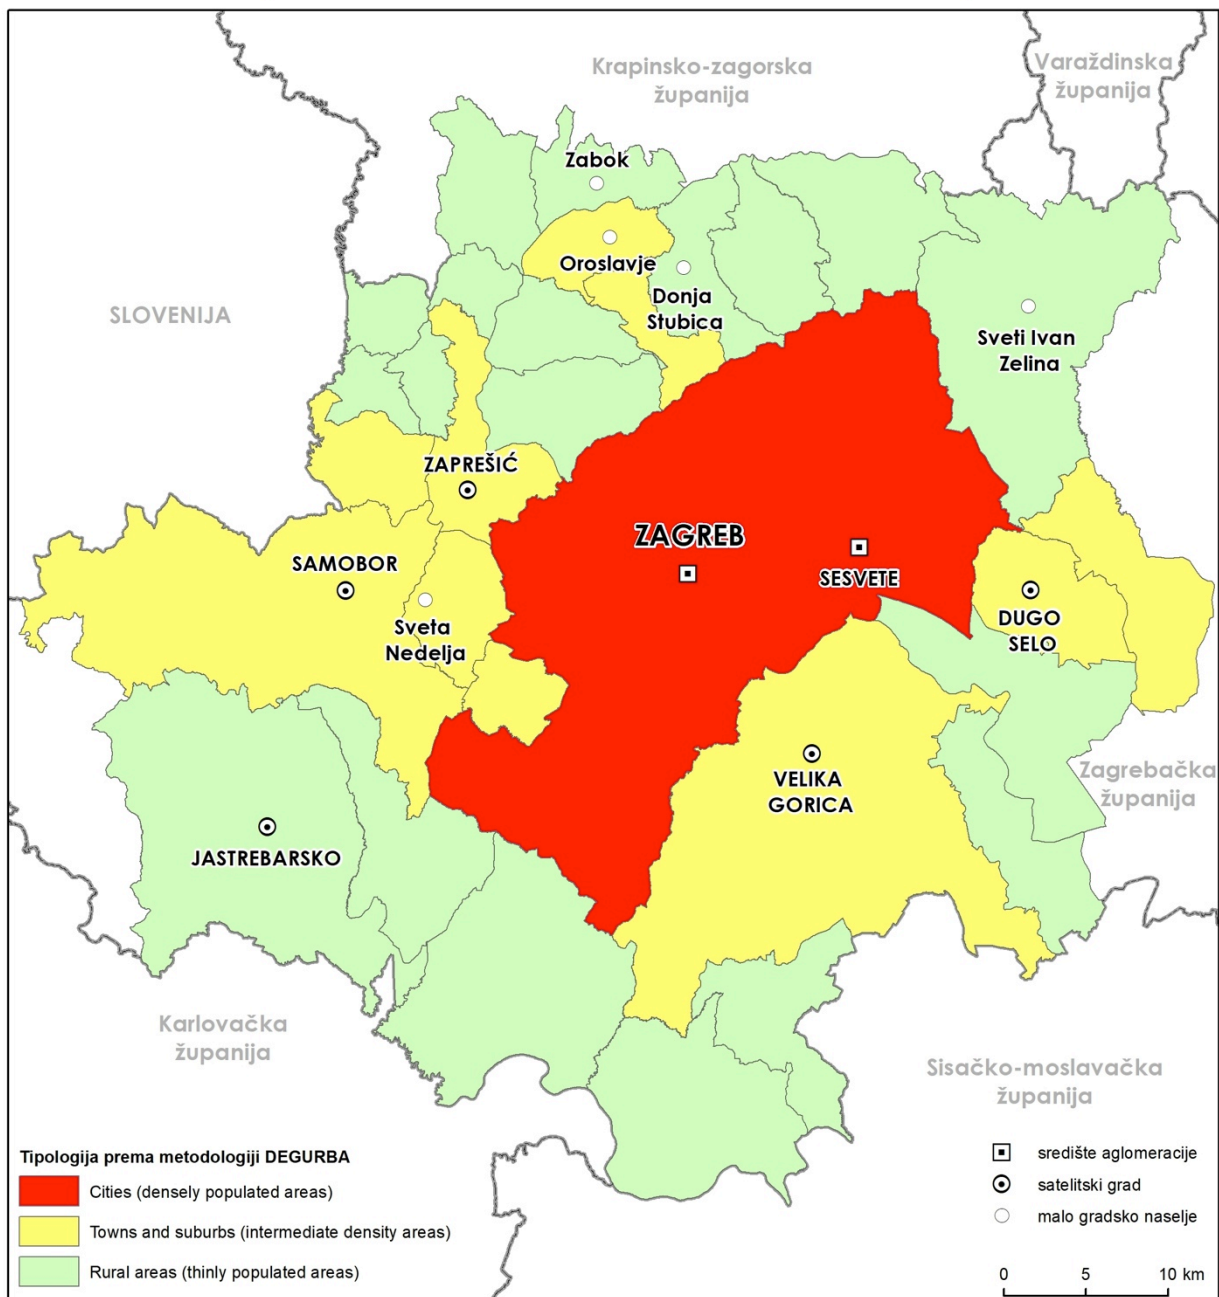 Krapinsko-zagorska
županija
Varaždinska
županija
Zabok
Oroslavje
Donja
Stubica
SLOVENIJA
Sveti Ivan
Zelina
ZAPREŠIĆ
ZAGREB
SAMOBOR
SESVETE
Sveta
Nedelja
DUGO
SELO
VELIKA
GORICA
Zagrebačka
županija
JASTREBARSKO
Karlovačka
županija
Sisačko-moslavačka
županija
Tipologija prema metodologiji DEGURBA
Cities (densely populated areas)
Towns and suburbs (intermediate density areas)
Rural areas (thinly populated areas)
središte aglomeracije
satelitski grad
malo gradsko naselje
0 5 10 km